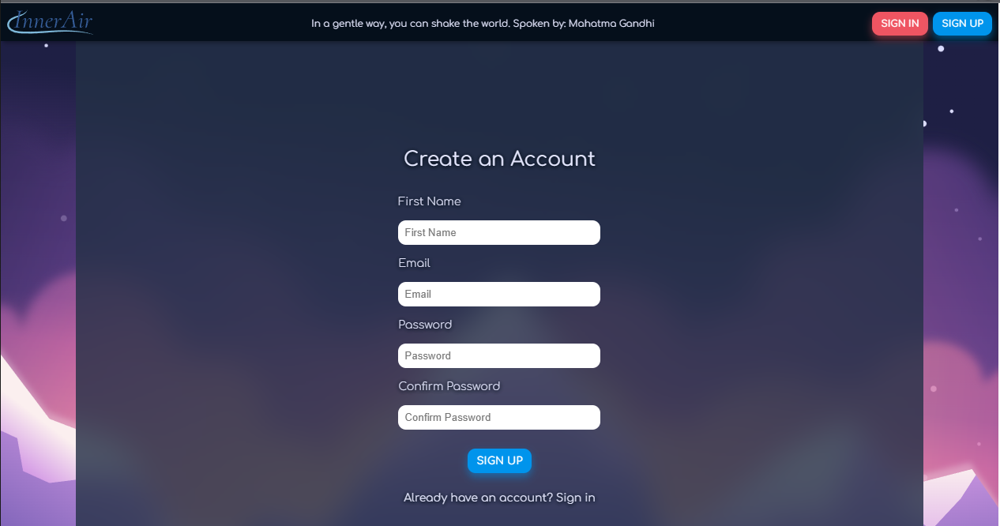 InnerAir
In a gentle way, you can shake the world. Spoken by: Mahatma Gandhi
SIGN IN
SIGN UP
Create an Account
First Name
First Name
Email
Email
Password
Password
Confirm Password
Confirm Password
SIGN UP
Already have an account? Sign in